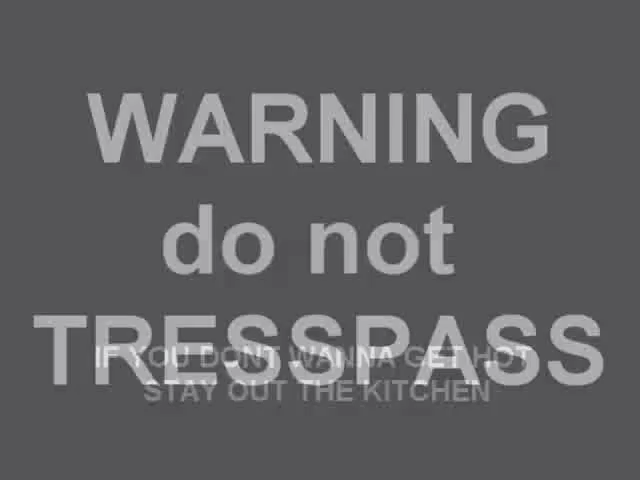 WARNING
do not
TRESSPASS
IF YOU DONT WANNA GET HOT
STAY OUT THE KITCHEN